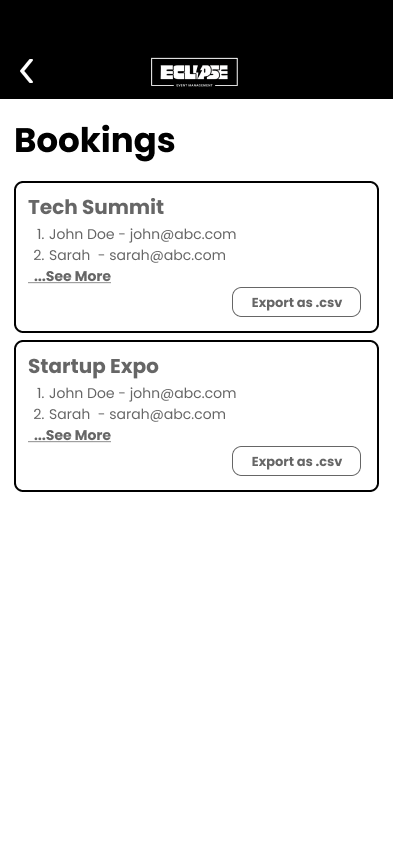 ECLIPSE
EVENT MANAGEMENT
Bookings
Tech Summit
1. John Doe - john@abc.com
2. Sarah - sarah@abc.com
...See More
Export as .csv
Startup Expo
1. John Doe - john@abc.com
2. Sarah - sarah@abc.com
...See More
Export as .csv